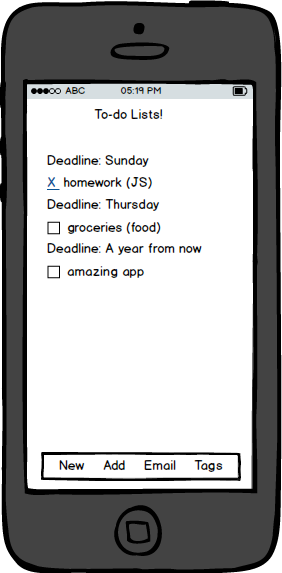 ABC 05:19 PM
To-do Lists!
Deadline: Sunday
X homework (JS)
Deadline: Thursday
groceries (food)
Deadline: A year from now
amazing app
New Add Email Tags